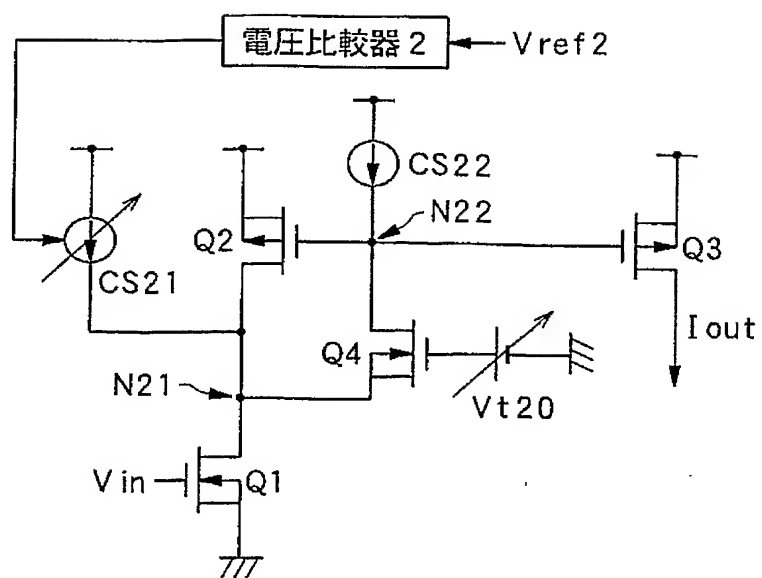 電圧比較器2
Vref2
CS22
N22
Q2
Q3
CS21
Iout
Q4
N21
Vt20
Vin
Q1